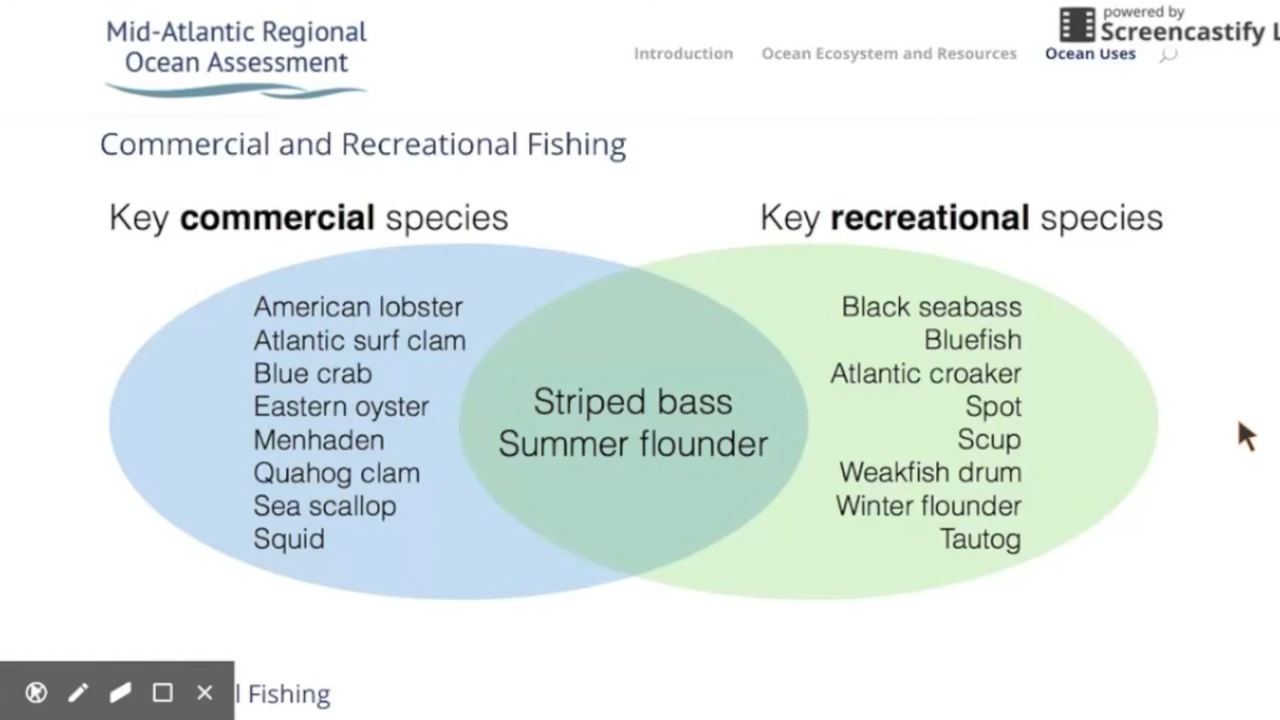 Mid-Atlantic Regional
Ocean Assessment
powered by
Screencastify L
Introduction Ocean Ecosystem and Resources Ocean Uses
Commercial and Recreational Fishing
Key commercial species
Key recreational species
American lobster
Atlantic surf clam
Blue crab
Eastern oyster
Menhaden
Quahog clam
Sea scallop
Squid
Striped bass
Summer flounder
Black seabass
Bluefish
Atlantic croaker
Spot
Scup
Weakfish drum
Winter flounder
Tautog
l Fishing